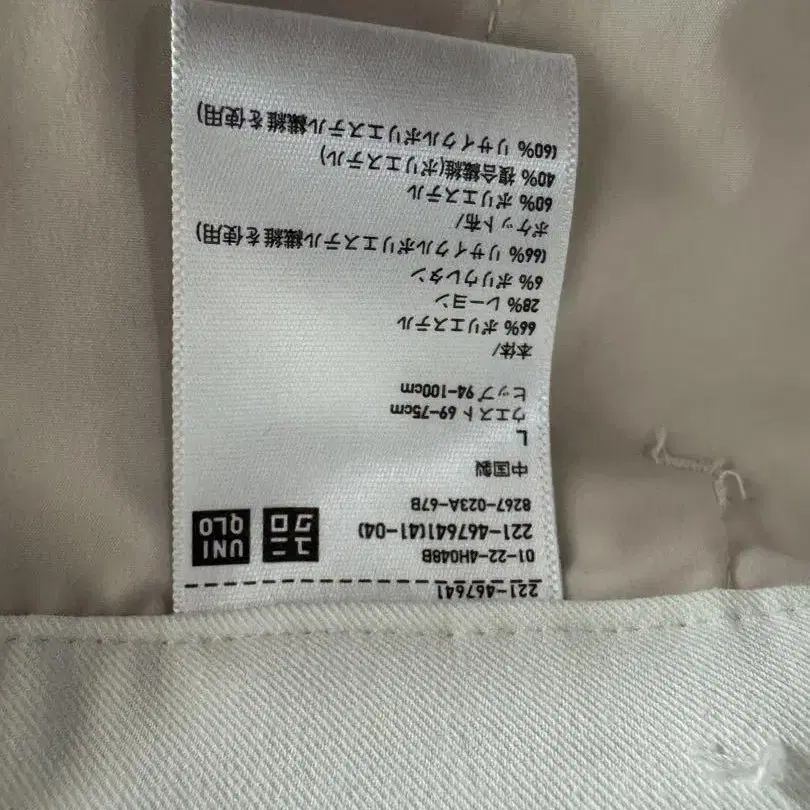 221-467641
01-22-4H048B
221-467641(41-04)
8267-023A-67B
ユニクロ
UNIQLO
中国製
L
ウエスト 69-75cm
ヒップ 94-100cm
本体/
66% ポリエステル
28% レーヨン
6% ポリウレタン
(66% リサイクルポリエステル繊維を使用)
ポケット布/
60% ポリエステル
40% 複合繊維(ポリエステル)
(60% リサイクルポリエステル繊維を使用)